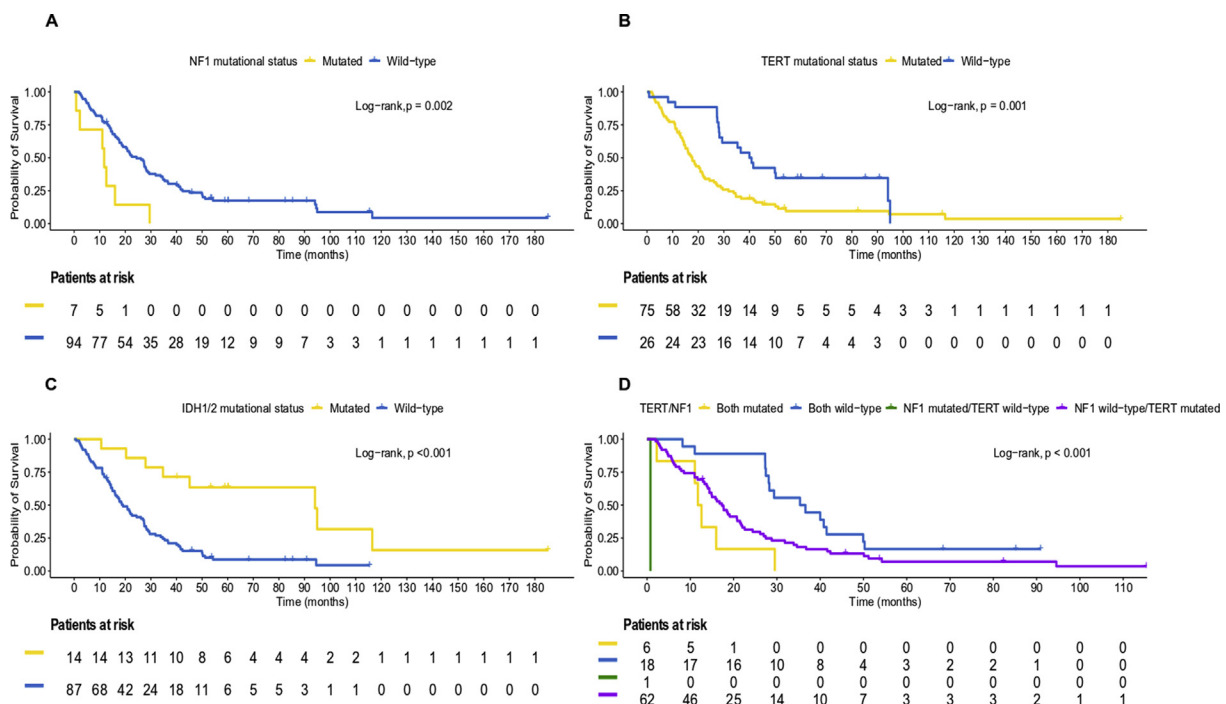 A
NF1 mutational status Mutated Wild-type
Log-rank, p = 0.002
Probability of Survival
1.00
0.75
0.50
0.25
0.00
0 10 20 30 40 50 60 70 80 90 100 110 120 130 140 150 160 170 180
Time (months)
Patients at risk
7 5 1 0 0 0 0 0 0 0 0 0 0 0 0 0 0 0 0
94 77 54 35 28 19 12 9 9 7 3 3 1 1 1 1 1 1 1
B
TERT mutational status Mutated Wild-type
Log-rank, p = 0.001
Probability of Survival
1.00
0.75
0.50
0.25
0.00
0 10 20 30 40 50 60 70 80 90 100 110 120 130 140 150 160 170 180
Time (months)
Patients at risk
75 58 32 19 14 9 5 5 5 4 3 3 1 1 1 1 1 1 1
26 24 23 16 14 10 7 4 4 3 0 0 0 0 0 0 0 0 0
C
IDH1/2 mutational status Mutated Wild-type
Log-rank, p <0.001
Probability of Survival
1.00
0.75
0.50
0.25
0.00
0 10 20 30 40 50 60 70 80 90 100 110 120 130 140 150 160 170 180
Time (months)
Patients at risk
14 14 13 11 10 8 6 4 4 4 2 2 1 1 1 1 1 1 1
87 68 42 24 18 11 6 5 5 3 1 1 0 0 0 0 0 0 0
D
TERT/NF1 Both mutated Both wild-type NF1 mutated/TERT wild-type NF1 wild-type/TERT mutated
Log-rank, p < 0.001
Probability of Survival
1.00
0.75
0.50
0.25
0.00
0 10 20 30 40 50 60 70 80 90 100 110
Time (months)
Patients at risk
6 5 1 0 0 0 0 0 0 0 0 0
18 17 16 10 8 4 3 2 2 1 0 0
1 0 0 0 0 0 0 0 0 0 0 0
62 46 25 14 10 7 3 3 3 2 1 1